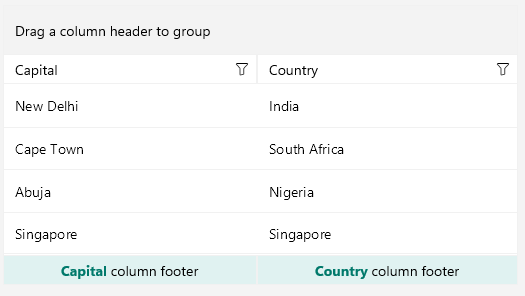 Drag a column header to group
Capital Country
New Delhi India
Cape Town South Africa
Abuja Nigeria
Singapore Singapore
Capital column footer Country column footer